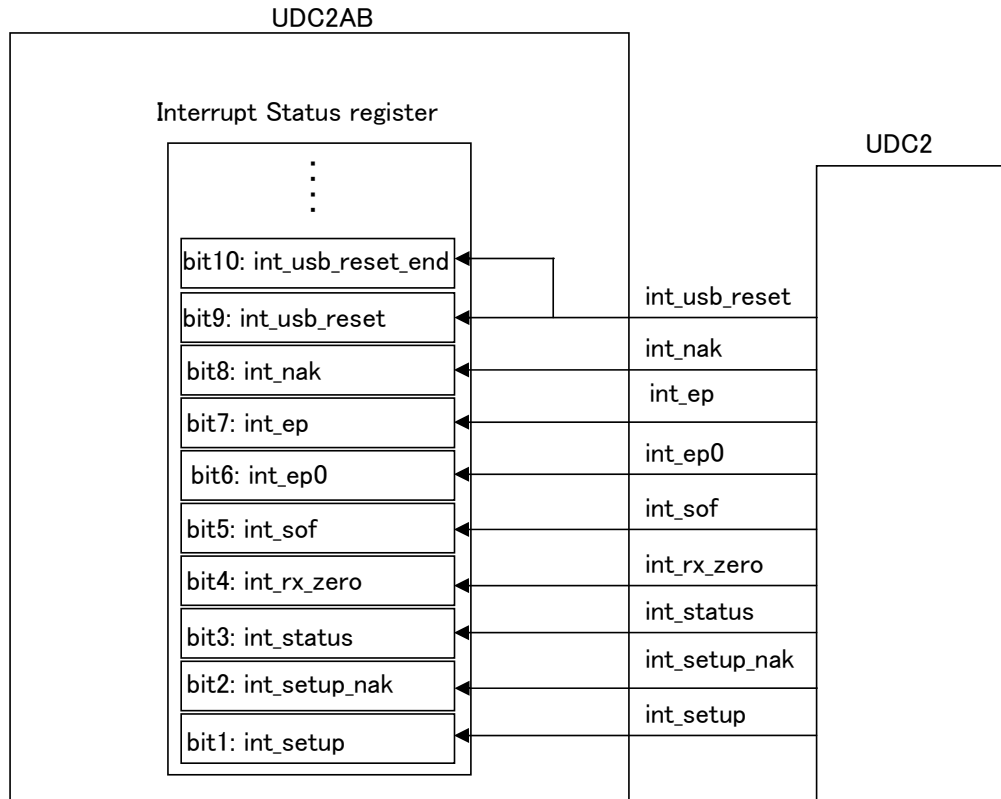 UDC2AB
Interrupt Status register
UDC2
bit10: int_usb_reset_end
int_usb_reset
bit9: int_usb_reset
int_nak
bit8: int_nak
int_ep
bit7: int_ep
int_ep0
bit6: int_ep0
int_sof
bit5: int_sof
int_rx_zero
bit4: int_rx_zero
int_status
bit3: int_status
int_setup_nak
bit2: int_setup_nak
int_setup
bit1: int_setup